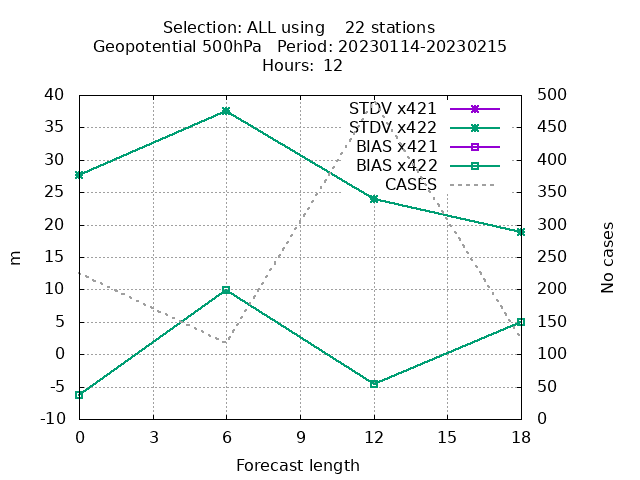 Selection: ALL using    22 stations
Geopotential 500hPa   Period: 20230114-20230215
Hours: 12
40
35
30
25
20
15
10
5
0
-5
-10
m
STDV x421
STDV x422
BIAS x421
BIAS x422
CASES
500
450
400
350
300
250
200
150
100
50
0
No cases
0 3 6 9 12 15 18
Forecast length